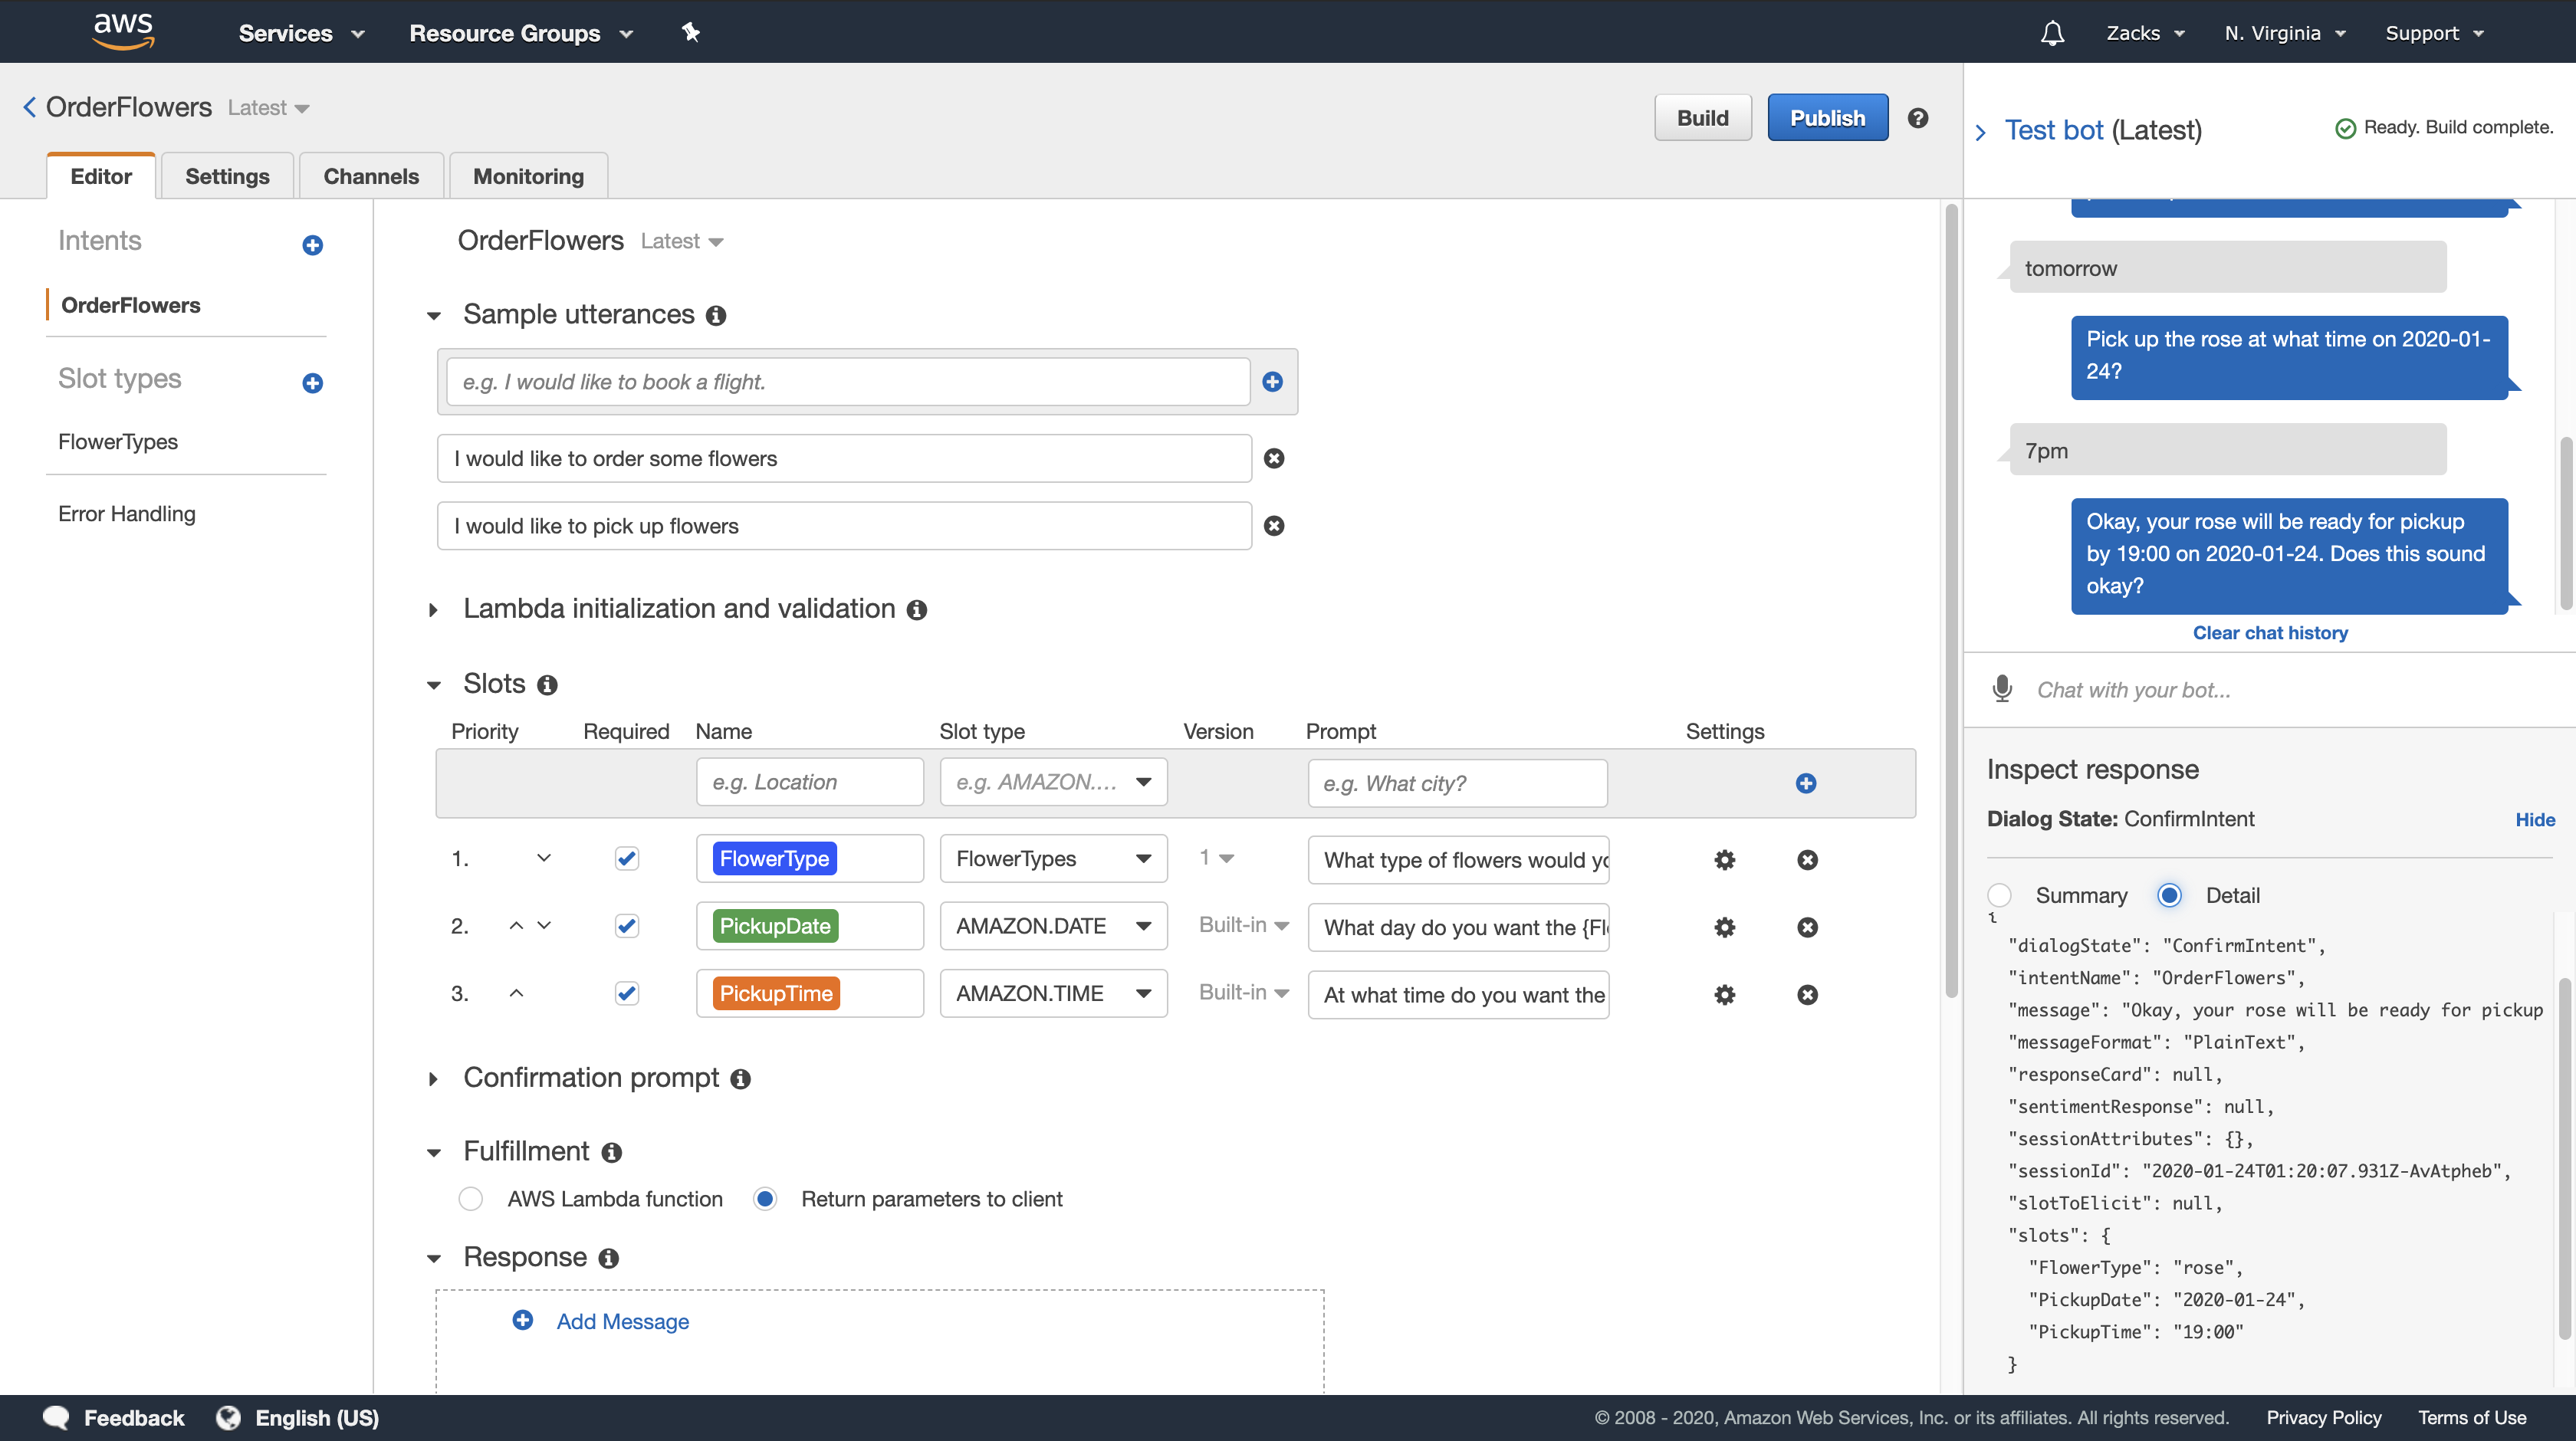 aws
Services
Resource Groups
Zacks
N. Virginia
Support
OrderFlowers Latest
Build
Publish
Editor
Settings
Channels
Monitoring
Intents
OrderFlowers
Slot types
FlowerTypes
Error Handling
OrderFlowers Latest
Sample utterances
e.g. I would like to book a flight.
I would like to order some flowers
I would like to pick up flowers
Lambda initialization and validation
Slots
Priority Required Name Slot type Version Prompt Settings
e.g. Location e.g. AMAZON.... e.g. What city?
1. FlowerType FlowerTypes 1 What type of flowers would yo
2. PickupDate AMAZON.DATE Built-in What day do you want the {Fl
3. PickupTime AMAZON.TIME Built-in At what time do you want the
Confirmation prompt
Fulfillment
AWS Lambda function Return parameters to client
Response
Add Message
Test bot (Latest)
Ready. Build complete.
tomorrow
Pick up the rose at what time on 2020-01-
24?
7pm
Okay, your rose will be ready for pickup
by 19:00 on 2020-01-24. Does this sound
okay?
Clear chat history
Chat with your bot...
Inspect response
Dialog State: ConfirmIntent Hide
Summary Detail
{
"dialogState": "ConfirmIntent",
"intentName": "OrderFlowers",
"message": "Okay, your rose will be ready for pickup
"messageFormat": "PlainText",
"responseCard": null,
"sentimentResponse": null,
"sessionAttributes": {},
"sessionId": "2020-01-24T01:20:07.931Z-AvAtpheb",
"slotToElicit": null,
"slots": {
"FlowerType": "rose",
"PickupDate": "2020-01-24",
"PickupTime": "19:00"
}
Feedback
English (US)
© 2008 - 2020, Amazon Web Services, Inc. or its affiliates. All rights reserved.
Privacy Policy
Terms of Use